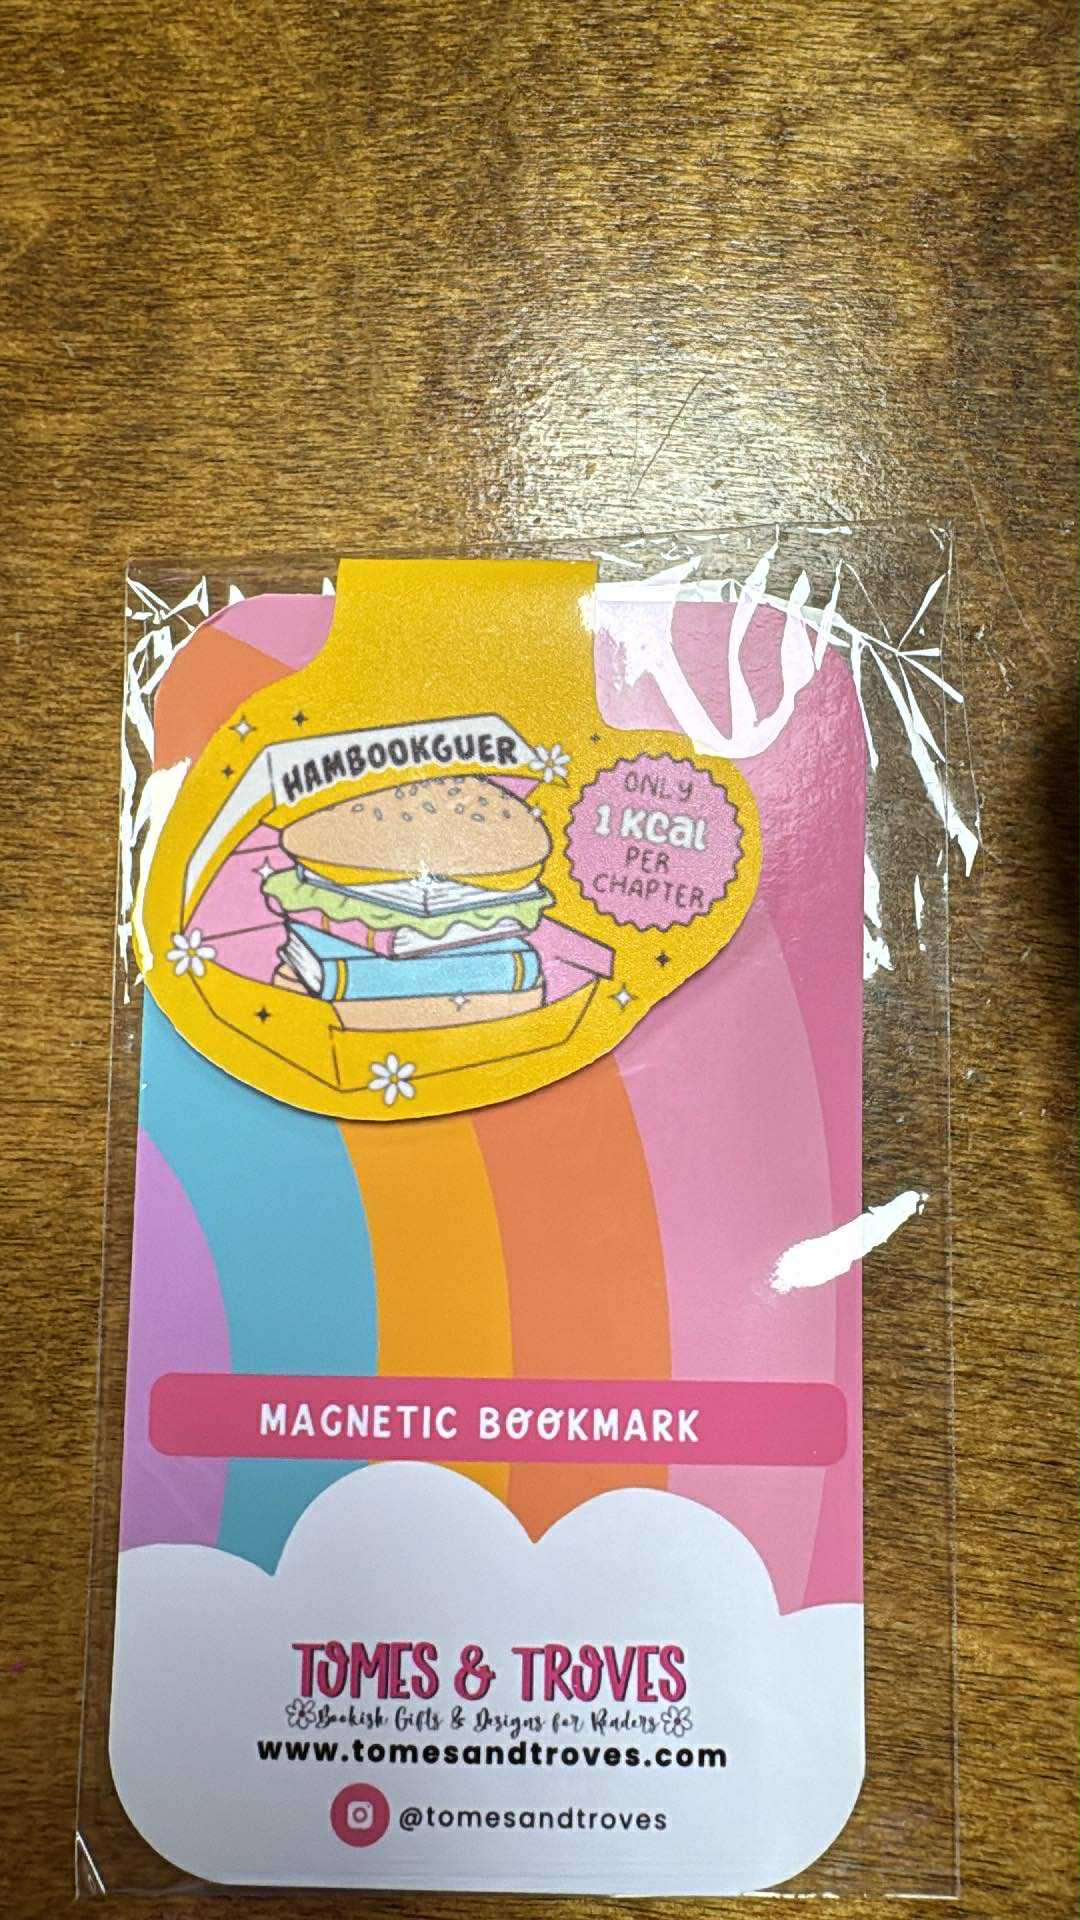 HAMBOOKGUER
ONLY
1 Kcal
PER
CHAPTER
MAGNETIC BOOKMARK
TOMES & TROVES
Bookish Gifts & Designs for Readers
www.tomesandtroves.com
@tomesandtroves